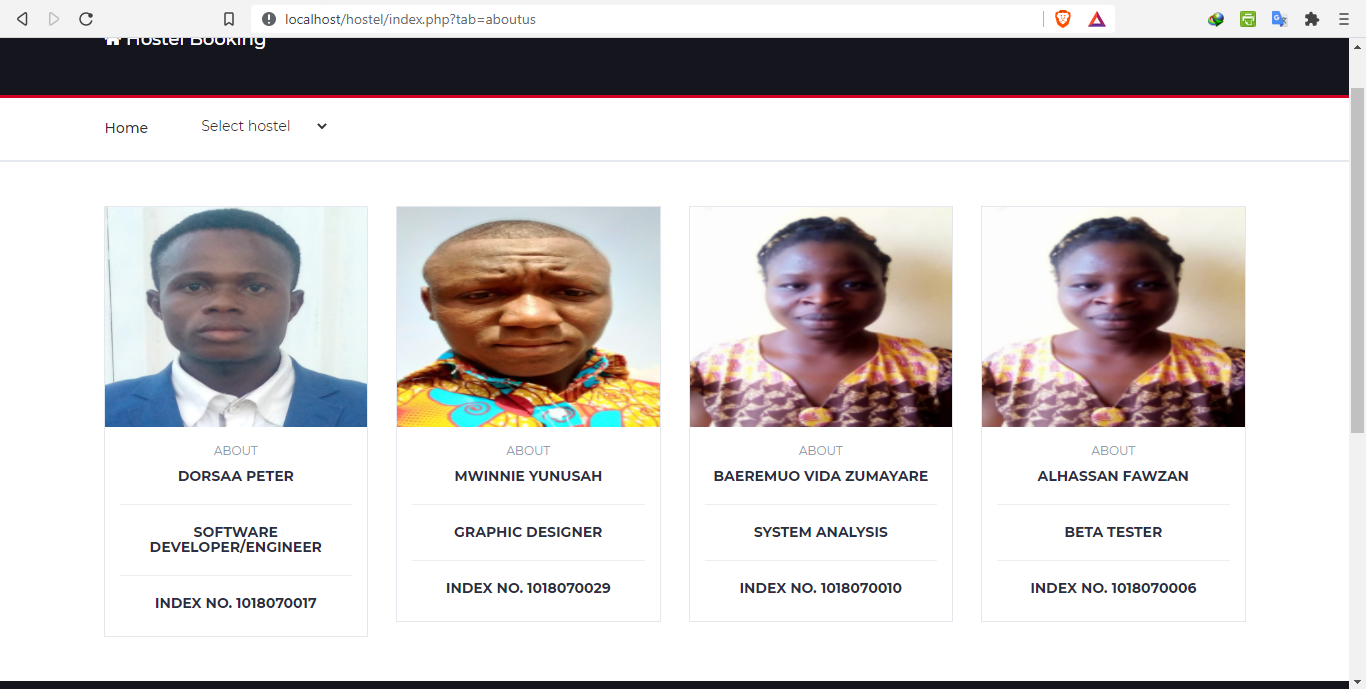 localhost/hostel/index.php?tab=aboutus
Hostel Booking
Home
Select hostel
ABOUT
DORSAA PETER
SOFTWARE
DEVELOPER/ENGINEER
INDEX NO. 1018070017
ABOUT
MWINNIE YUNUSAH
GRAPHIC DESIGNER
INDEX NO. 1018070029
ABOUT
BAEREMUO VIDA ZUMAYARE
SYSTEM ANALYSIS
INDEX NO. 1018070010
ABOUT
ALHASSAN FAWZAN
BETA TESTER
INDEX NO. 1018070006